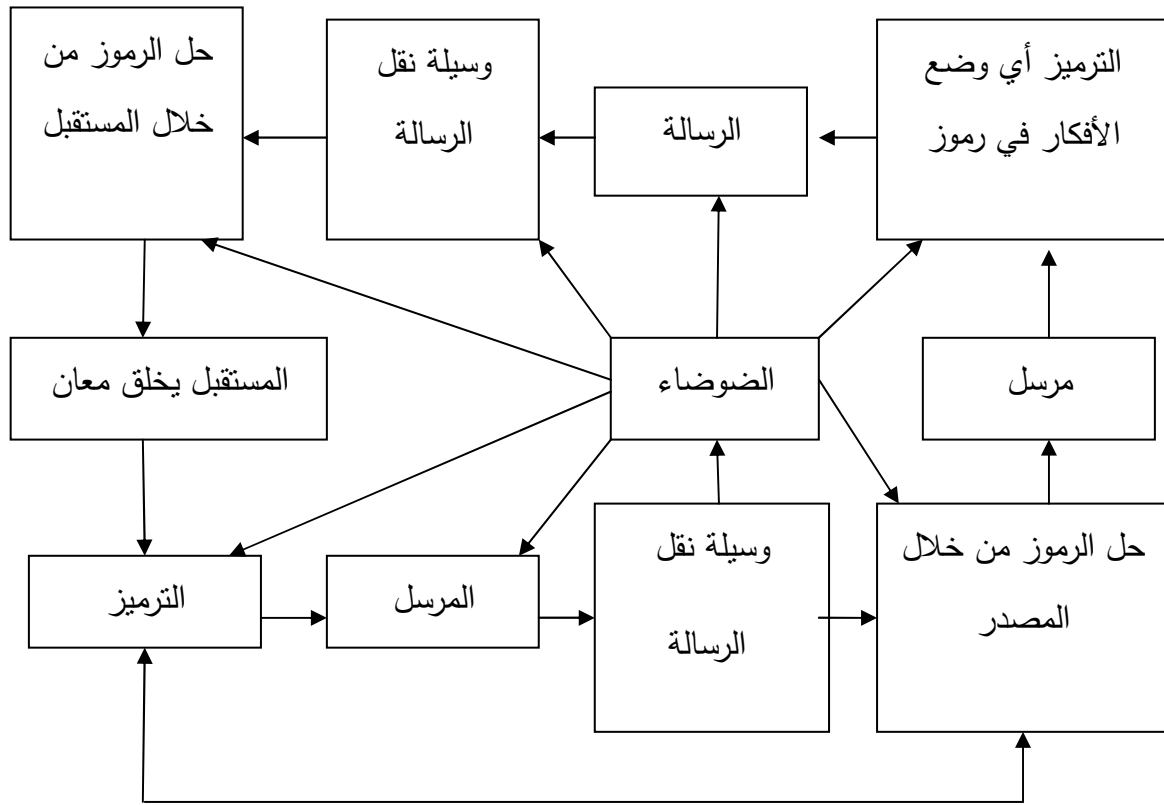 الترميز أي وضع
الأفكار في رموز
الرسالة
وسيلة نقل
الرسالة
حل الرموز من
خلال المستقبل
مرسل
الضوضاء
المستقبل يخلق معان
حل الرموز من خلال
المصدر
وسيلة نقل
الرسالة
المرسل
الترميز